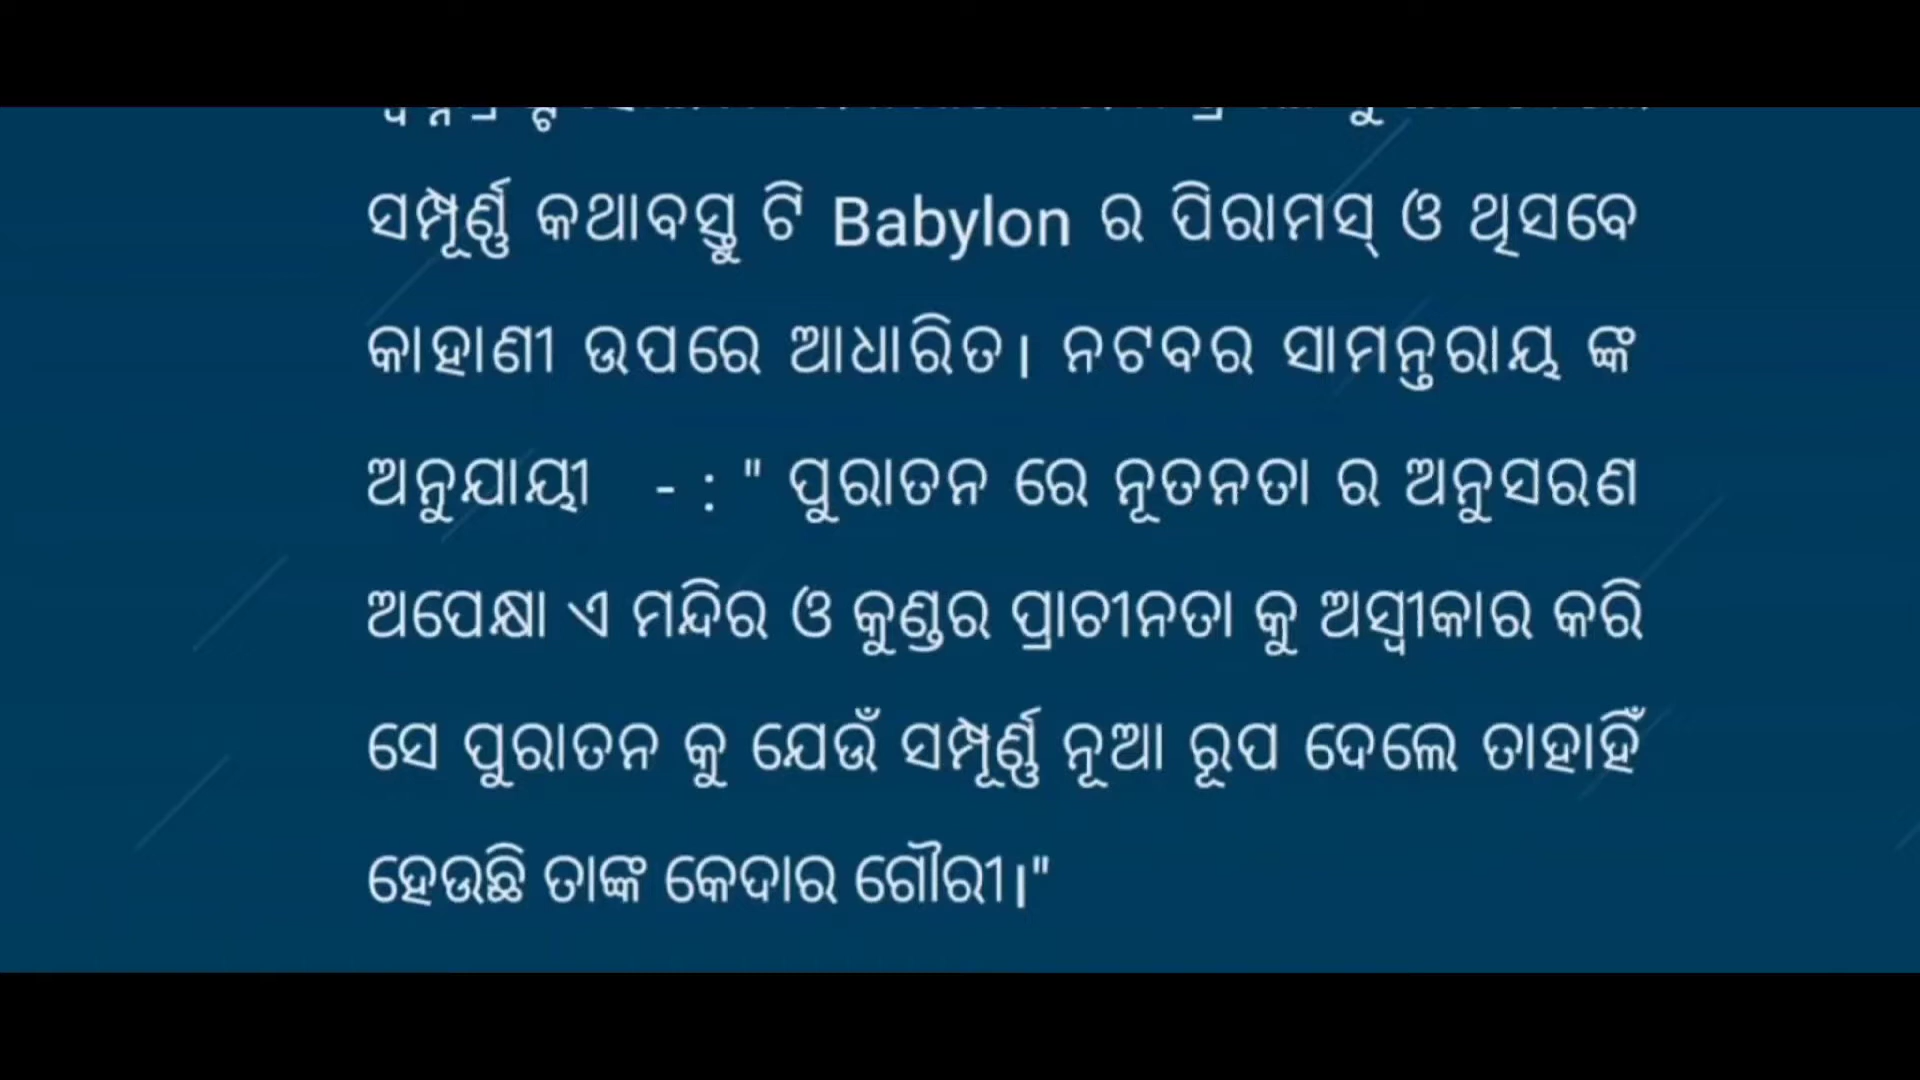 ସମ୍ପୂର୍ଣ୍ଣ କଥାବସ୍ତୁ ଟି Babylon ର ପିରାମସ୍ ଓ ଥିସବେ
କାହାଣୀ ଉପରେ ଆଧାରିତ। ନଟବର ସାମନ୍ତରାୟ ଙ୍କ
ଅନୁଯାୟୀ - : " ପୁରାତନ ରେ ନୂତନତା ର ଅନୁସରଣ
ଅପେକ୍ଷା ଏ ମନ୍ଦିର ଓ କୁଣ୍ଡର ପ୍ରାଚୀନତା କୁ ଅସ୍ୱୀକାର କରି
ସେ ପୁରାତନ କୁ ଯେଉଁ ସମ୍ପୂର୍ଣ୍ଣ ନୂଆ ରୂପ ଦେଲେ ତାହାହିଁ
ହେଉଛି ତାଙ୍କ କେଦାର ଗୌରୀ।"